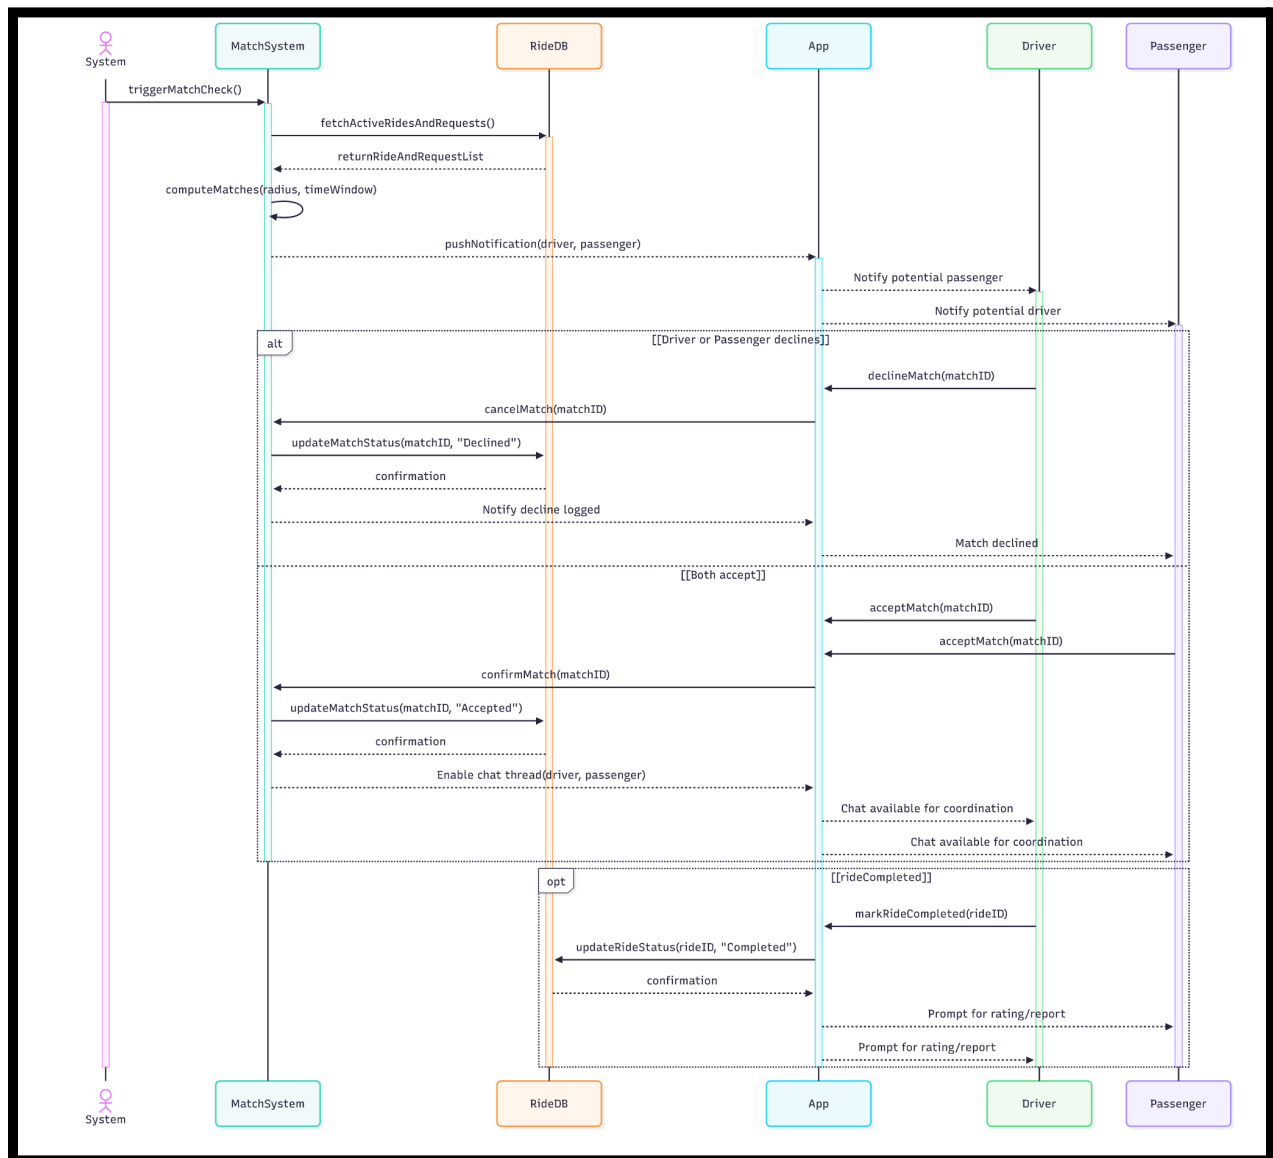 System
MatchSystem
RideDB
App
Driver
Passenger
triggerMatchCheck()
fetchActiveRidesAndRequests()
returnRideAndRequestList
computeMatches(radius, timeWindow)
pushNotification(driver, passenger)
Notify potential passenger
Notify potential driver
alt
[[Driver or Passenger declines]]
declineMatch(matchID)
cancelMatch(matchID)
updateMatchStatus(matchID, "Declined")
confirmation
Notify decline logged
Match declined
[[Both accept]]
acceptMatch(matchID)
acceptMatch(matchID)
confirmMatch(matchID)
updateMatchStatus(matchID, "Accepted")
confirmation
Enable chat thread(driver, passenger)
Chat available for coordination
Chat available for coordination
opt
[[rideCompleted]]
markRideCompleted(rideID)
updateRideStatus(rideID, "Completed")
confirmation
Prompt for rating/report
Prompt for rating/report
System
MatchSystem
RideDB
App
Driver
Passenger